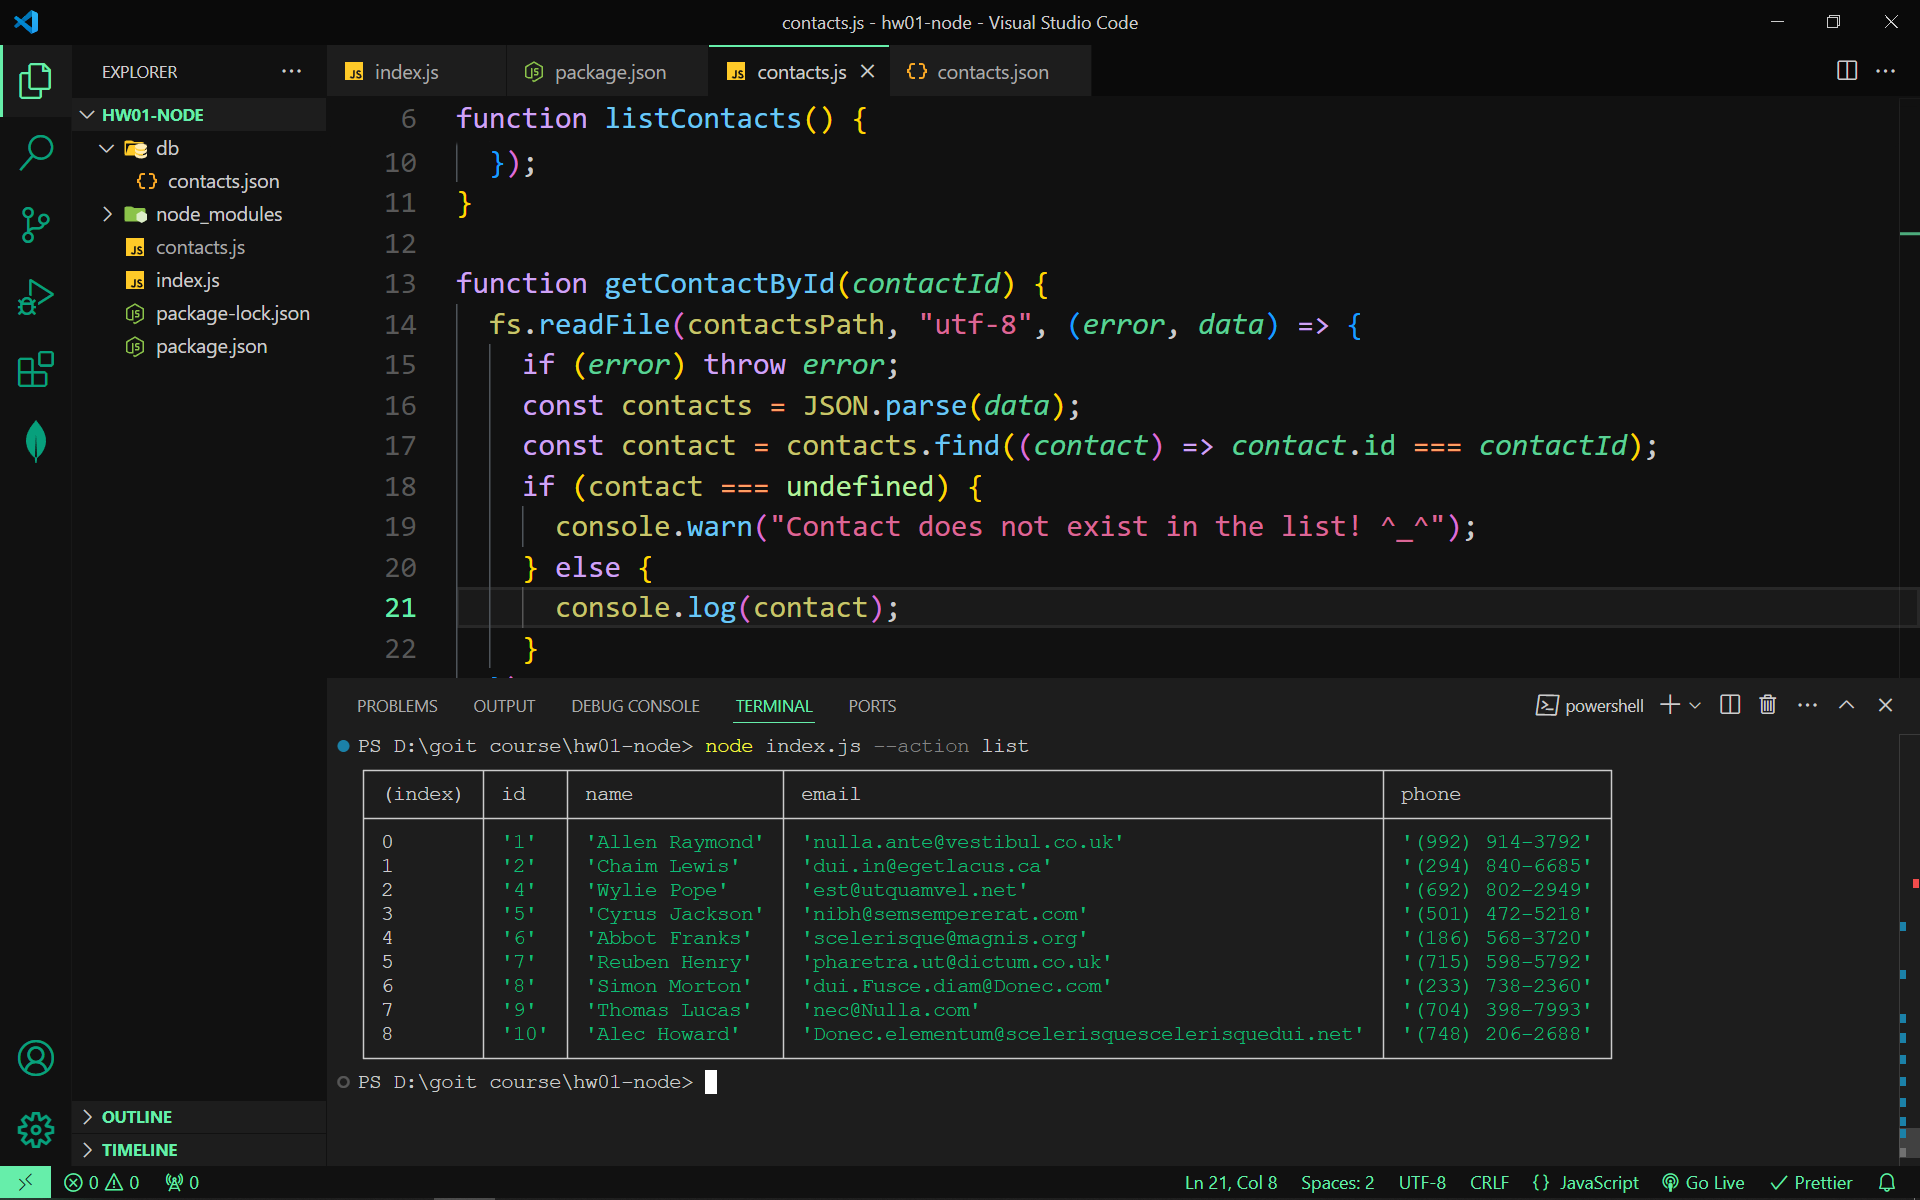 contacts.js - hw01-node - Visual Studio Code
EXPLORER
index.js
package.json
contacts.js
contacts.json
HW01-NODE
db
contacts.json
node_modules
contacts.js
index.js
package-lock.json
package.json
OUTLINE
TIMELINE
6 function listContacts() {
10 });
11 }
12
13 function getContactById(contactId) {
14 fs.readFile(contactsPath, "utf-8", (error, data) => {
15 if (error) throw error;
16 const contacts = JSON.parse(data);
17 const contact = contacts.find((contact) => contact.id === contactId);
18 if (contact === undefined) {
19 console.warn("Contact does not exist in the list! ^_^");
20 } else {
21 console.log(contact);
22 }
PROBLEMS OUTPUT DEBUG CONSOLE TERMINAL PORTS
powershell
PS D:\goit course\hw01-node> node index.js --action list
(index) id name email phone
0 '1' 'Allen Raymond' 'nulla.ante@vestibul.co.uk' '(992) 914-3792'
1 '2' 'Chaim Lewis' 'dui.in@egetlacus.ca' '(294) 840-6685'
2 '4' 'Wylie Pope' 'est@utquamvel.net' '(692) 802-2949'
3 '5' 'Cyrus Jackson' 'nibh@semsempererat.com' '(501) 472-5218'
4 '6' 'Abbot Franks' 'scelerisque@magnis.org' '(186) 568-3720'
5 '7' 'Reuben Henry' 'pharetra.ut@dictum.co.uk' '(715) 598-5792'
6 '8' 'Simon Morton' 'dui.Fusce.diam@Donec.com' '(233) 738-2360'
7 '9' 'Thomas Lucas' 'nec@Nulla.com' '(704) 398-7993'
8 '10' 'Alec Howard' 'Donec.elementum@scelerisquescelerisquedui.net' '(748) 206-2688'
PS D:\goit course\hw01-node>
0 0 0
Ln 21, Col 8 Spaces: 2 UTF-8 CRLF {} JavaScript Go Live Prettier